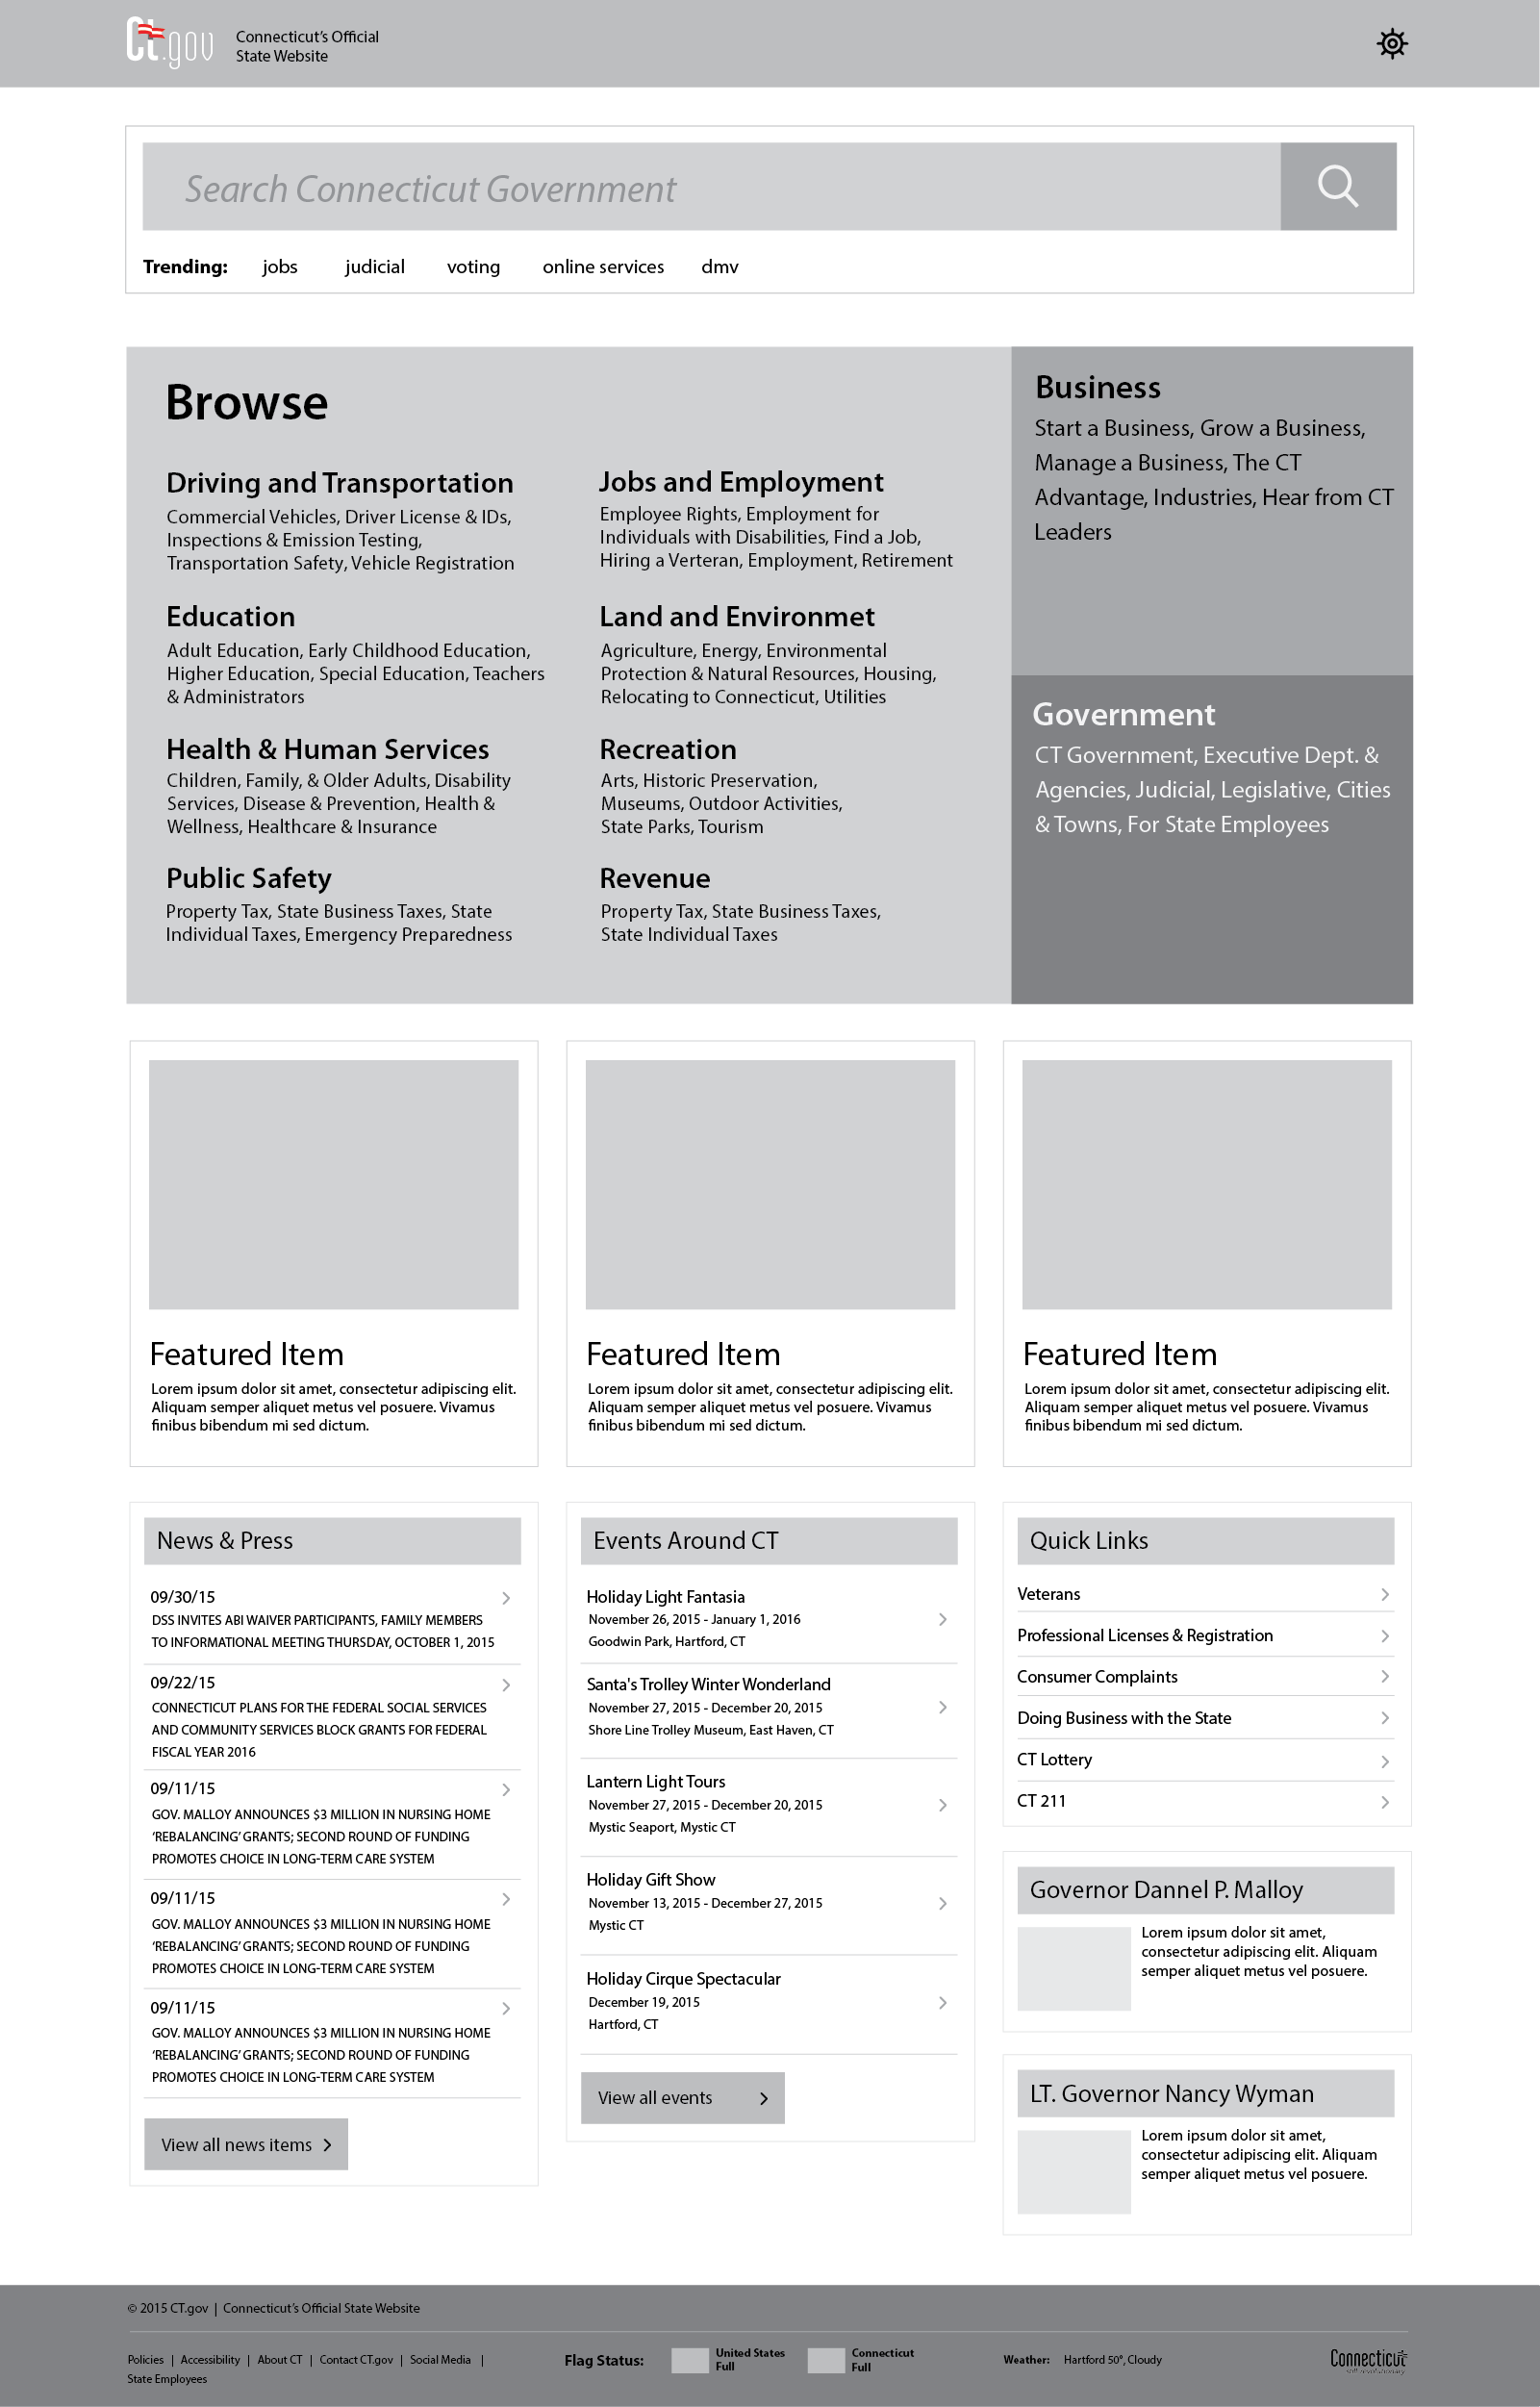 Ct.gov
Connecticut's Official
State Website
Search Connecticut Government
Trending: jobs judicial voting online services dmv
Browse
Driving and Transportation
Commercial Vehicles, Driver License & IDs,
Inspections & Emission Testing,
Transportation Safety, Vehicle Registration
Education
Adult Education, Early Childhood Education,
Higher Education, Special Education, Teachers
& Administrators
Health & Human Services
Children, Family, & Older Adults, Disability
Services, Disease & Prevention, Health &
Wellness, Healthcare & Insurance
Public Safety
Property Tax, State Business Taxes, State
Individual Taxes, Emergency Preparedness
Jobs and Employment
Employee Rights, Employment for
Individuals with Disabilities, Find a Job,
Hiring a Verteran, Employment, Retirement
Land and Environmet
Agriculture, Energy, Environmental
Protection & Natural Resources, Housing,
Relocating to Connecticut, Utilities
Recreation
Arts, Historic Preservation,
Museums, Outdoor Activities,
State Parks, Tourism
Revenue
Property Tax, State Business Taxes,
State Individual Taxes
Business
Start a Business, Grow a Business,
Manage a Business, The CT
Advantage, Industries, Hear from CT
Leaders
Government
CT Government, Executive Dept. &
Agencies, Judicial, Legislative, Cities
& Towns, For State Employees
Featured Item
Lorem ipsum dolor sit amet, consectetur adipiscing elit.
Aliquam semper aliquet metus vel posuere. Vivamus
finibus bibendum mi sed dictum.
Featured Item
Lorem ipsum dolor sit amet, consectetur adipiscing elit.
Aliquam semper aliquet metus vel posuere. Vivamus
finibus bibendum mi sed dictum.
Featured Item
Lorem ipsum dolor sit amet, consectetur adipiscing elit.
Aliquam semper aliquet metus vel posuere. Vivamus
finibus bibendum mi sed dictum.
News & Press
09/30/15
DSS INVITES ABI WAIVER PARTICIPANTS, FAMILY MEMBERS
TO INFORMATIONAL MEETING THURSDAY, OCTOBER 1, 2015
09/22/15
CONNECTICUT PLANS FOR THE FEDERAL SOCIAL SERVICES
AND COMMUNITY SERVICES BLOCK GRANTS FOR FEDERAL
FISCAL YEAR 2016
09/11/15
GOV. MALLOY ANNOUNCES $3 MILLION IN NURSING HOME
‘REBALANCING’ GRANTS; SECOND ROUND OF FUNDING
PROMOTES CHOICE IN LONG-TERM CARE SYSTEM
09/11/15
GOV. MALLOY ANNOUNCES $3 MILLION IN NURSING HOME
‘REBALANCING’ GRANTS; SECOND ROUND OF FUNDING
PROMOTES CHOICE IN LONG-TERM CARE SYSTEM
09/11/15
GOV. MALLOY ANNOUNCES $3 MILLION IN NURSING HOME
‘REBALANCING’ GRANTS; SECOND ROUND OF FUNDING
PROMOTES CHOICE IN LONG-TERM CARE SYSTEM
View all news items
Events Around CT
Holiday Light Fantasia
November 26, 2015 - January 1, 2016
Goodwin Park, Hartford, CT
Santa's Trolley Winter Wonderland
November 27, 2015 - December 20, 2015
Shore Line Trolley Museum, East Haven, CT
Lantern Light Tours
November 27, 2015 - December 20, 2015
Mystic Seaport, Mystic CT
Holiday Gift Show
November 13, 2015 - December 27, 2015
Mystic CT
Holiday Cirque Spectacular
December 19, 2015
Hartford, CT
View all events
Quick Links
Veterans
Professional Licenses & Registration
Consumer Complaints
Doing Business with the State
CT Lottery
CT 211
Governor Dannel P. Malloy
Lorem ipsum dolor sit amet,
consectetur adipiscing elit. Aliquam
semper aliquet metus vel posuere.
LT. Governor Nancy Wyman
Lorem ipsum dolor sit amet,
consectetur adipiscing elit. Aliquam
semper aliquet metus vel posuere.
© 2015 CT.gov | Connecticut's Official State Website
Policies | Accessibility | About CT | Contact CT.gov | Social Media |
State Employees
Flag Status:
United States
Full
Connecticut
Full
Weather: Hartford 50°, Cloudy
Connecticut
still revolutionary